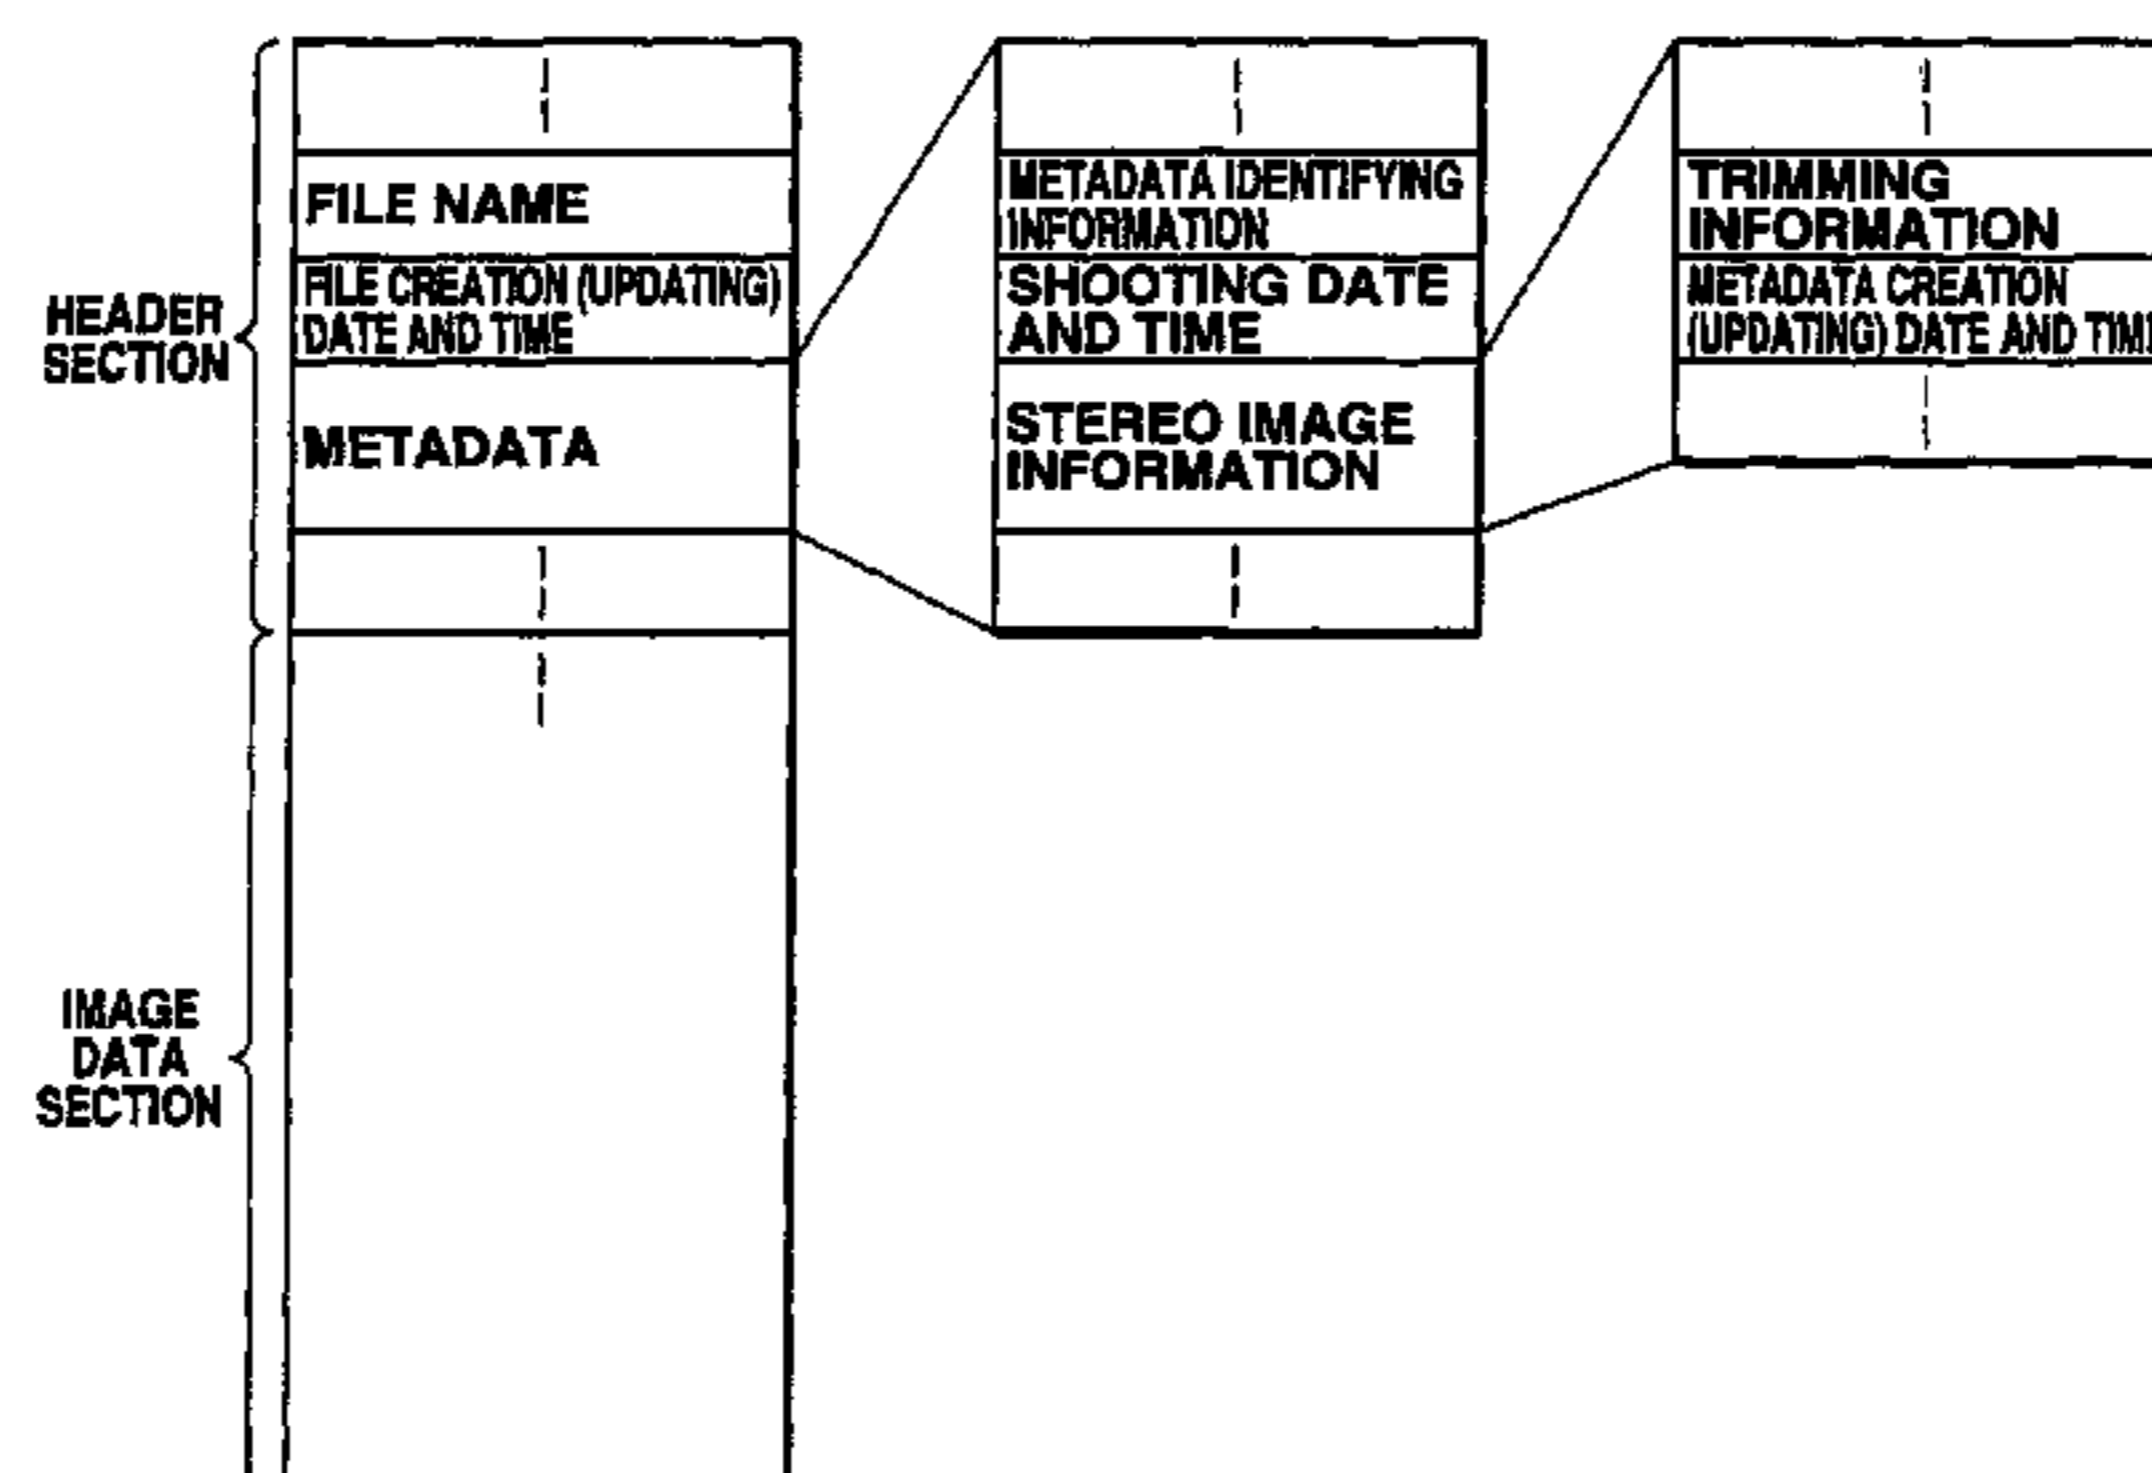 HEADER
SECTION
FILE NAME
FILE CREATION (UPDATING)
DATE AND TIME
METADATA
METADATA IDENTIFYING
INFORMATION
SHOOTING DATE
AND TIME
STEREO IMAGE
INFORMATION
TRIMMING
INFORMATION
METADATA CREATION
(UPDATING) DATE AND
IMAGE
DATA
SECTION